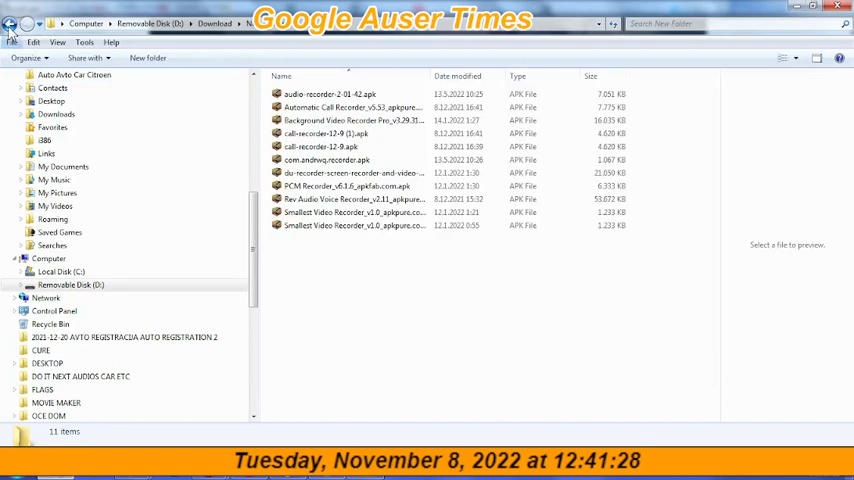 Google Auser Times
Computer ▸ Removable Disk (D:) ▸ Download ▸
Search New Folder
File Edit View Tools Help
Organize Share with New folder
Name Date modified Type Size
audio-recorder-2-01-42.apk 13.5.2022 10:25 APK File 7.051 KB
Automatic Call Recorder_v5.53_apkpure.... 8.12.2021 16:41 APK File 7.775 KB
Background Video Recorder Pro_v3.29.31... 14.1.2022 1:27 APK File 16.035 KB
call-recorder-12-9 (1).apk 8.12.2021 16:41 APK File 4.620 KB
call-recorder-12-9.apk 8.12.2021 16:39 APK File 4.620 KB
com.andrwq.recorder.apk 13.5.2022 10:26 APK File 1.067 KB
du-recorder-screen-recorder-and-video-... 12.1.2022 1:30 APK File 21.050 KB
PCM Recorder_v6.1.6_apkfab.com.apk 12.1.2022 1:30 APK File 6.333 KB
Rev Audio Voice Recorder_v2.11_apkpure... 8.12.2021 15:32 APK File 53.672 KB
Smallest Video Recorder_v1.0_apkpure.co... 12.1.2022 1:21 APK File 1.233 KB
Smallest Video Recorder_v1.0_apkpure.co... 12.1.2022 0:55 APK File 1.233 KB
Auto Avto Car Citroen
Contacts
Desktop
Downloads
Favorites
i386
Links
My Documents
My Music
My Pictures
My Videos
Roaming
Saved Games
Searches
Computer
Local Disk (C:)
Removable Disk (D:)
Network
Control Panel
Recycle Bin
2021-12-20 AVTO REGISTRACIJA AUTO REGISTRATION 2
CURE
DESKTOP
DO IT NEXT AUDIOS CAR ETC
FLAGS
MOVIE MAKER
OCE DOM
Select a file to preview.
11 items
Tuesday, November 8, 2022 at 12:41:28